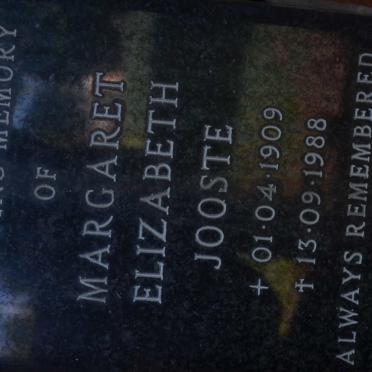 MEMORY
OF
MARGARET
ELIZABETH
JOOSTE
+ 01·04·1909
‡ 13·09·1988
ALWAYS REMEMBERED